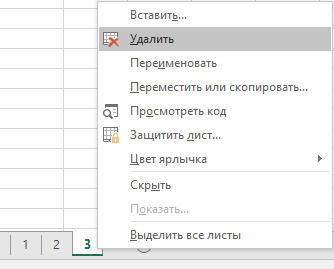 Вставить...
Удалить
Переименовать
Переместить или скопировать...
Просмотреть код
Защитить лист...
Цвет ярлычка
Скрыть
Показать...
Выделить все листы
1 2 3